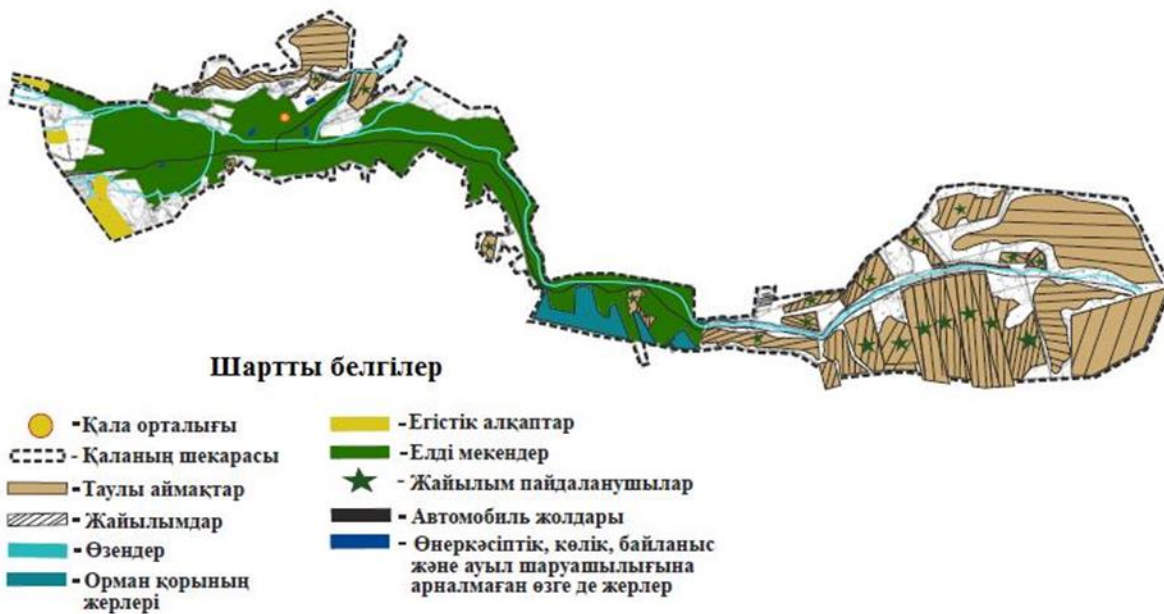 Шартты белгілер
-Қала орталығы
- Қаланың шекарасы
-Таулы аймақтар
-Жайылымдар
-Өзендер
-Орман қорының
жерлері
-Егістік алқаптар
-Елді мекендер
- Жайылым пайдаланушылар
- Автомобиль жолдары
- Өнеркәсіптік, көлік, байланыс
және ауыл шаруашылығына
арналмаған өзге де жерлер